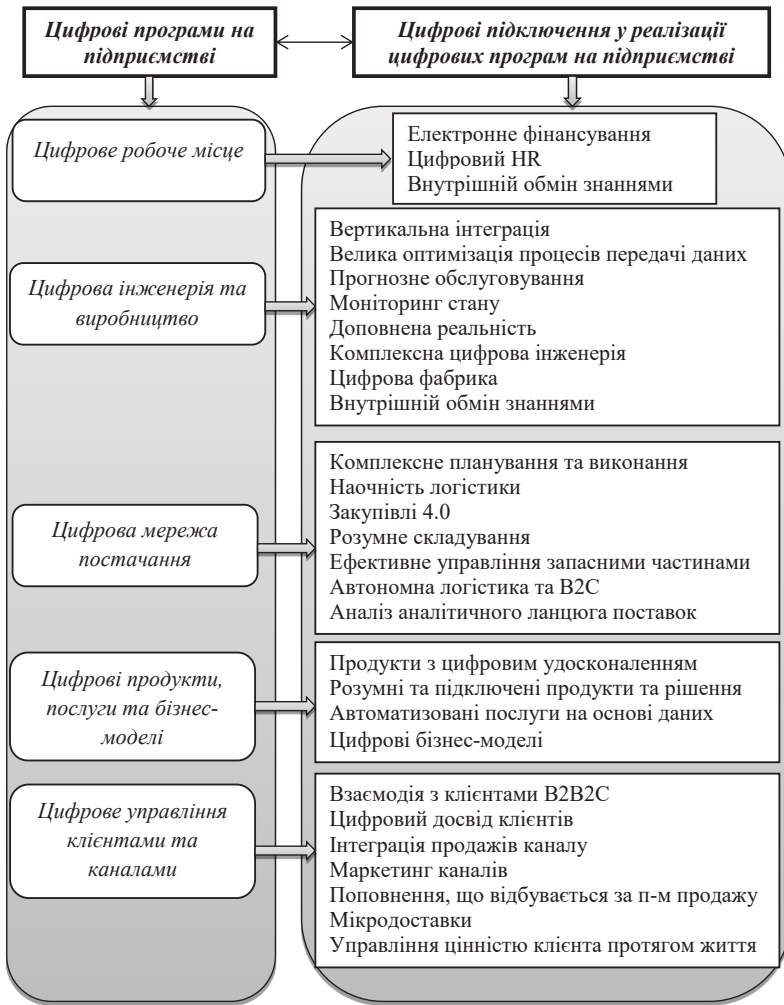 Цифрові програми на
підприємстві
Цифрові підключення у реалізації
цифрових програм на підприємстві
Цифрове робоче місце
Електронне фінансування
Цифровий HR
Внутрішній обмін знаннями
Цифрова інженерія та
виробництво
Вертикальна інтеграція
Велика оптимізація процесів передачі даних
Прогнозне обслуговування
Моніторинг стану
Доповнена реальність
Комплексна цифрова інженерія
Цифрова фабрика
Внутрішній обмін знаннями
Цифрова мережа
постачання
Комплексне планування та виконання
Наочність логістики
Закупівлі 4.0
Розумне складування
Ефективне управління запасними частинами
Автономна логістика та B2C
Аналіз аналітичного ланцюга поставок
Цифрові продукти,
послуги та бізнес-
моделі
Продукти з цифровим удосконаленням
Розумні та підключені продукти та рішення
Автоматизовані послуги на основі даних
Цифрові бізнес-моделі
Цифрове управління
клієнтами та
каналами
Взаємодія з клієнтами B2B2C
Цифровий досвід клієнтів
Інтеграція продажів каналу
Маркетинг каналів
Поповнення, що відбувається за п-м продажу
Мікродоставки
Управління цінністю клієнта протягом життя